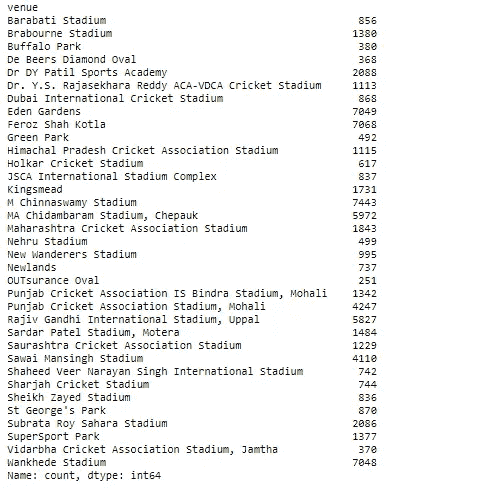 venue
Barabati Stadium 856
Brabourne Stadium 1380
Buffalo Park 380
De Beers Diamond Oval 368
Dr DY Patil Sports Academy 2088
Dr. Y.S. Rajasekhara Reddy ACA-VDCA Cricket Stadium 1113
Dubai International Cricket Stadium 868
Eden Gardens 7049
Feroz Shah Kotla 7068
Green Park 492
Himachal Pradesh Cricket Association Stadium 1115
Holkar Cricket Stadium 617
JSCA International Stadium Complex 837
Kingsmead 1731
M Chinnaswamy Stadium 7443
MA Chidambaram Stadium, Chepauk 5972
Maharashtra Cricket Association Stadium 1843
Nehru Stadium 499
New Wanderers Stadium 995
Newlands 737
OUTsurance Oval 251
Punjab Cricket Association IS Bindra Stadium, Mohali 1342
Punjab Cricket Association Stadium, Mohali 4247
Rajiv Gandhi International Stadium, Uppal 5827
Sardar Patel Stadium, Motera 1484
Saurashtra Cricket Association Stadium 1229
Sawai Mansingh Stadium 4110
Shaheed Veer Narayan Singh International Stadium 742
Sharjah Cricket Stadium 744
Sheikh Zayed Stadium 836
St George's Park 870
Subrata Roy Sahara Stadium 2086
SuperSport Park 1377
Vidarbha Cricket Association Stadium, Jamtha 370
Wankhede Stadium 7048
Name: count, dtype: int64